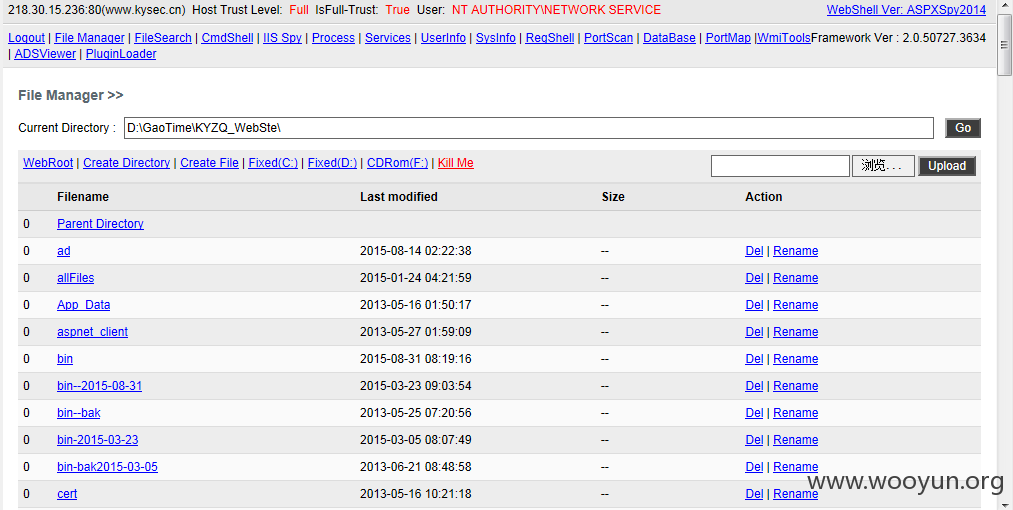 218.30.15.236:80(www.kysec.cn) Host Trust Level: Full IsFull-Trust: True User: NT AUTHORITY\NETWORK SERVICE WebShell Ver: ASPXSpy2014
Logout | File Manager | FileSearch | CmdShell | IIS Spy | Process | Services | UserInfo | SysInfo | RegShell | PortScan | DataBase | PortMap |WmiToolsFramework Ver : 2.0.50727.3634
| ADSViewer | PluginLoader
File Manager >>
Current Directory : D:\GaoTime\KYZQ_WebSte\ Go
WebRoot | Create Directory | Create File | Fixed(C:) | Fixed(D:) | CDRom(F:) | Kill Me 浏览... Upload
Filename Last modified Size Action
0 Parent Directory
0 ad 2015-08-14 02:22:38 -- Del | Rename
0 allFiles 2015-01-24 04:21:59 -- Del | Rename
0 App_Data 2013-05-16 01:50:17 -- Del | Rename
0 aspnet_client 2013-05-27 01:59:09 -- Del | Rename
0 bin 2015-08-31 08:19:16 -- Del | Rename
0 bin--2015-08-31 2015-03-23 09:03:54 -- Del | Rename
0 bin--bak 2013-05-25 07:20:56 -- Del | Rename
0 bin-2015-03-23 2015-03-05 08:07:49 -- Del | Rename
0 bin-bak2015-03-05 2013-06-21 08:48:58 -- Del | Rename
0 cert 2013-05-16 10:21:18 -- Del | Rename
www.wooyun.org